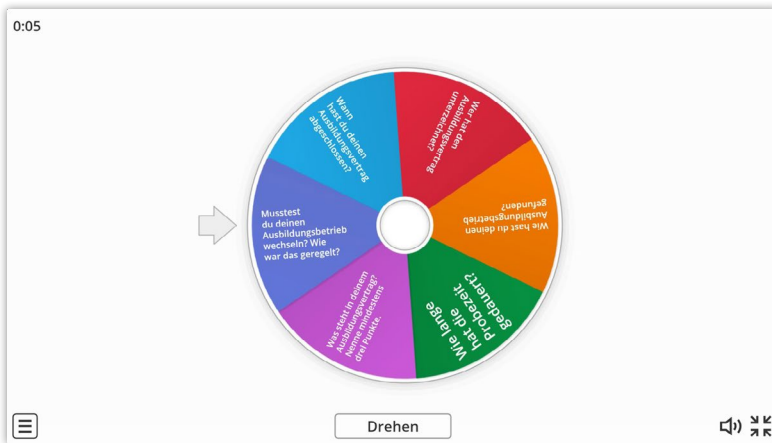 0:05
Wann
hast du deinen
Ausbildungsvertrag
abgeschlossen?
Wer hat den
Ausbildungsvertrag
unterzeichnet?
Musstest
du deinen
Ausbildungsbetrieb
wechseln? Wie
war das geregelt?
Wie hast du deinen
Ausbildungsbetrieb
gefunden?
Was steht in deinem
Ausbildungsvertrag?
Nenne mindestens
drei Punkte.
Wie lange
hat die
Probezeit
gedauert?
Drehen